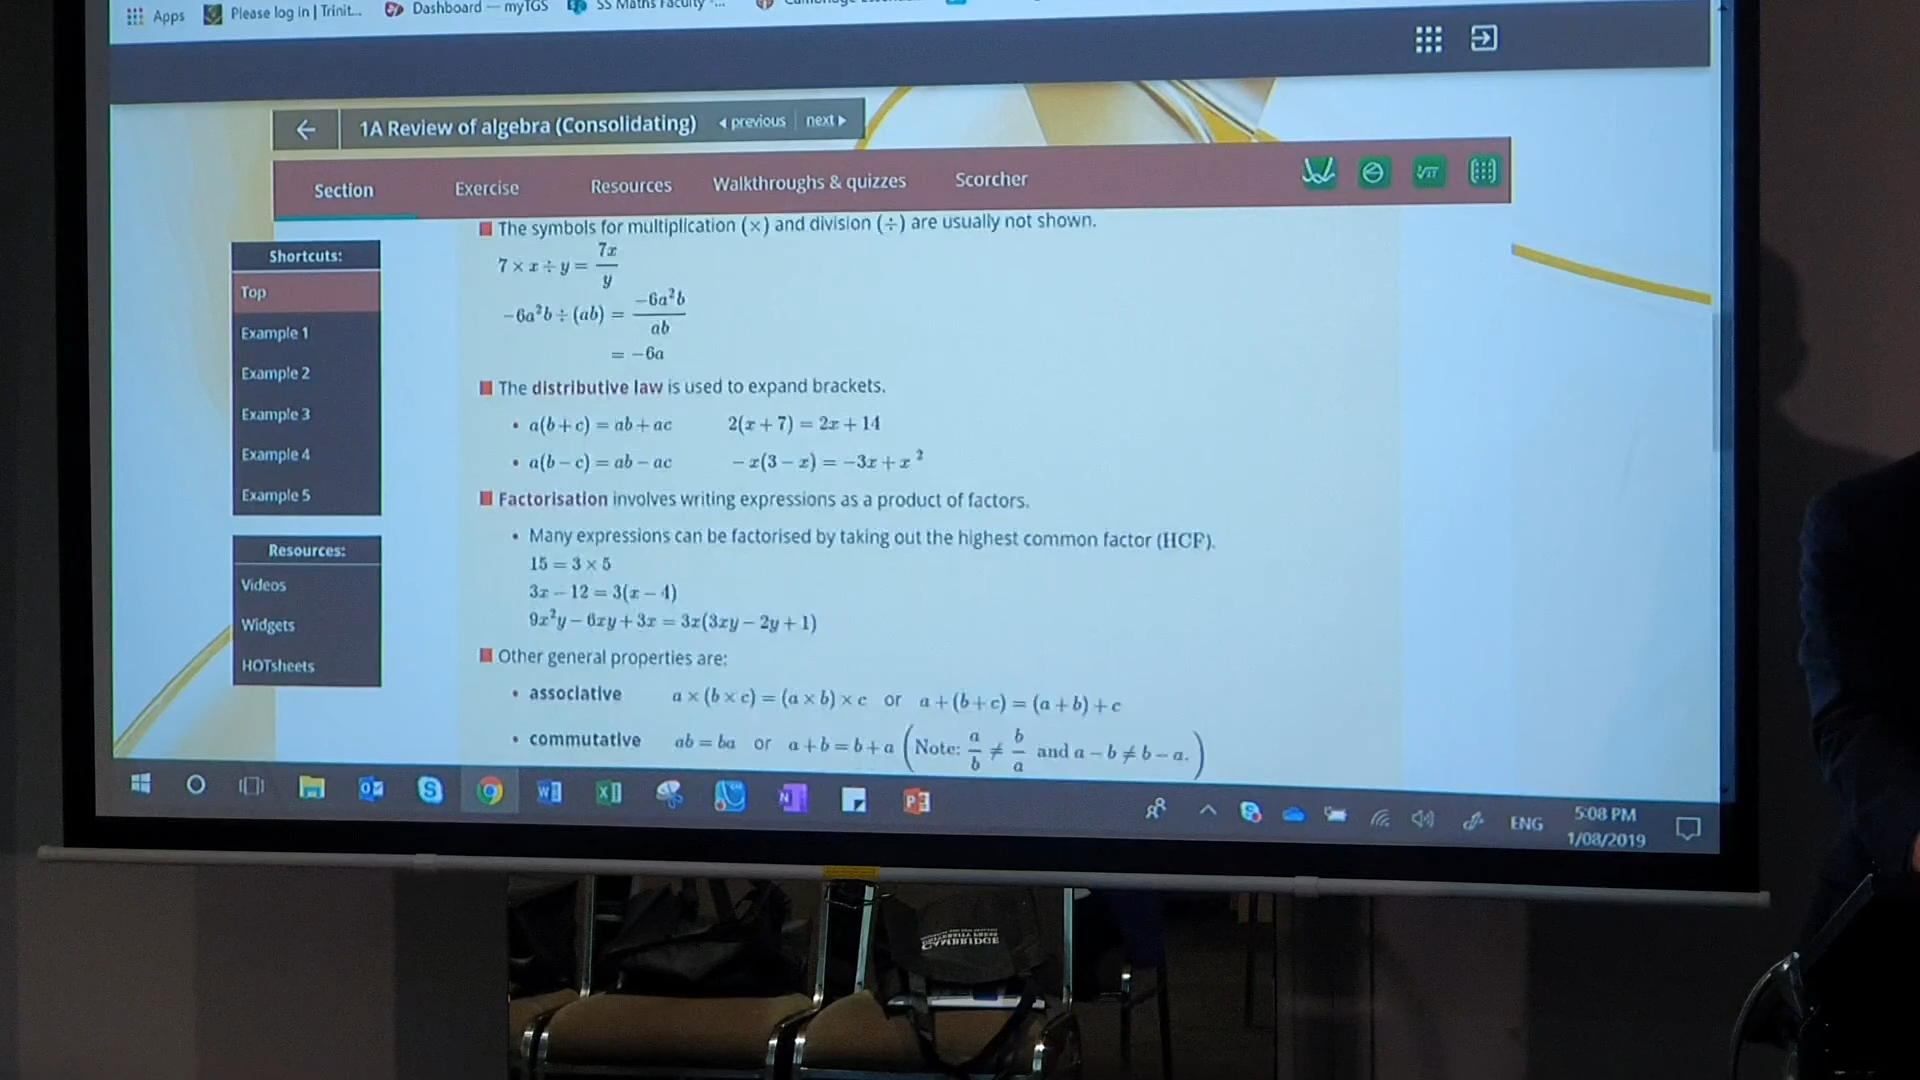 Apps Please log in | Trinit... Dashboard — myTGS SS Maths Faculty -...
1A Review of algebra (Consolidating) previous next
Section Exercise Resources Walkthroughs & quizzes Scorcher
Shortcuts:
Top
Example 1
Example 2
Example 3
Example 4
Example 5
Resources:
Videos
Widgets
HOTsheets
The symbols for multiplication (×) and division (÷) are usually not shown.
7 × x ÷ y = 7x/y
−6a²b ÷ (ab) = −6a²b/ab
= −6a
The distributive law is used to expand brackets.
• a(b + c) = ab + ac 2(x + 7) = 2x + 14
• a(b − c) = ab − ac −x(3 − x) = −3x + x²
Factorisation involves writing expressions as a product of factors.
• Many expressions can be factorised by taking out the highest common factor (HCF).
15 = 3 × 5
3x − 12 = 3(x − 4)
9x²y − 6xy + 3x = 3x(3xy − 2y + 1)
Other general properties are:
• associative a × (b × c) = (a × b) × c or a + (b + c) = (a + b) + c
• commutative ab = ba or a + b = b + a (Note: a/b ≠ b/a and a − b ≠ b − a.)
ENG
5:08 PM
1/08/2019
CAMBRIDGE
UNIVERSITY PRESS